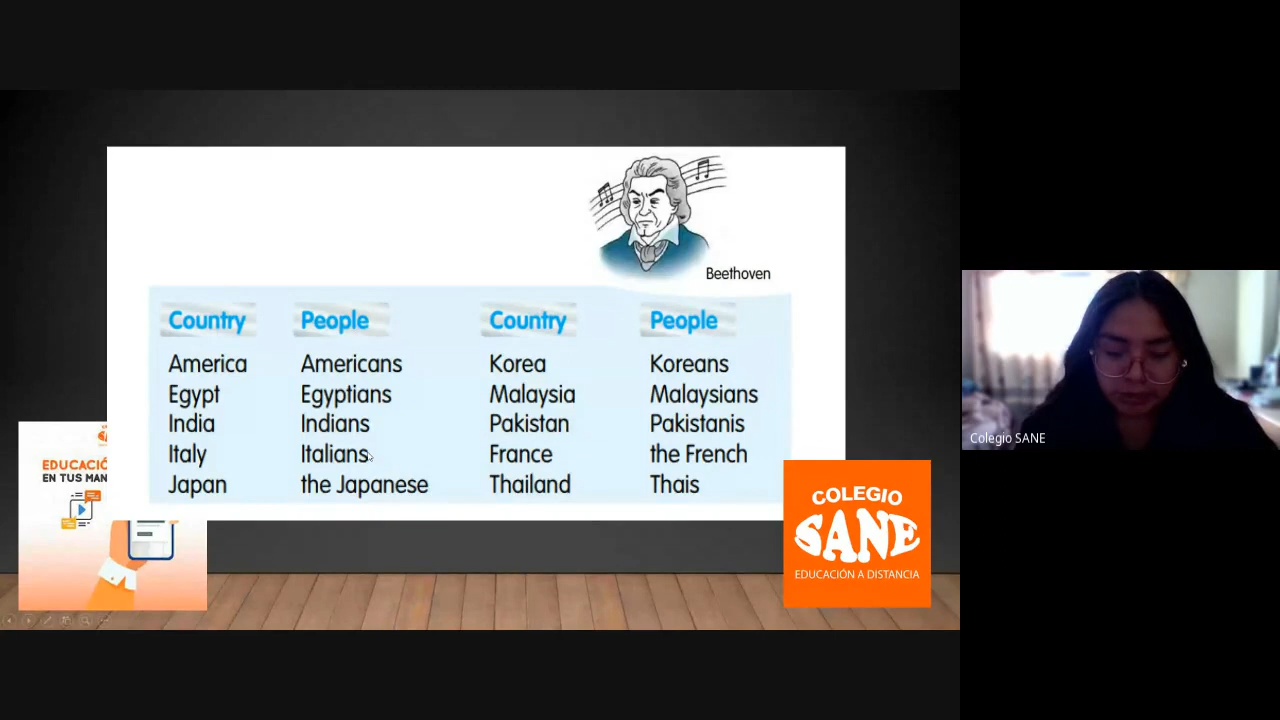 Beethoven
Country People Country People
America Americans Korea Koreans
Egypt Egyptians Malaysia Malaysians
India Indians Pakistan Pakistanis
Italy Italians France the French
Japan the Japanese Thailand Thais
EDUCACIÓ
EN TUS MAN
COLEGIO
SANE
EDUCACIÓN A DISTANCIA
Colegio SANE